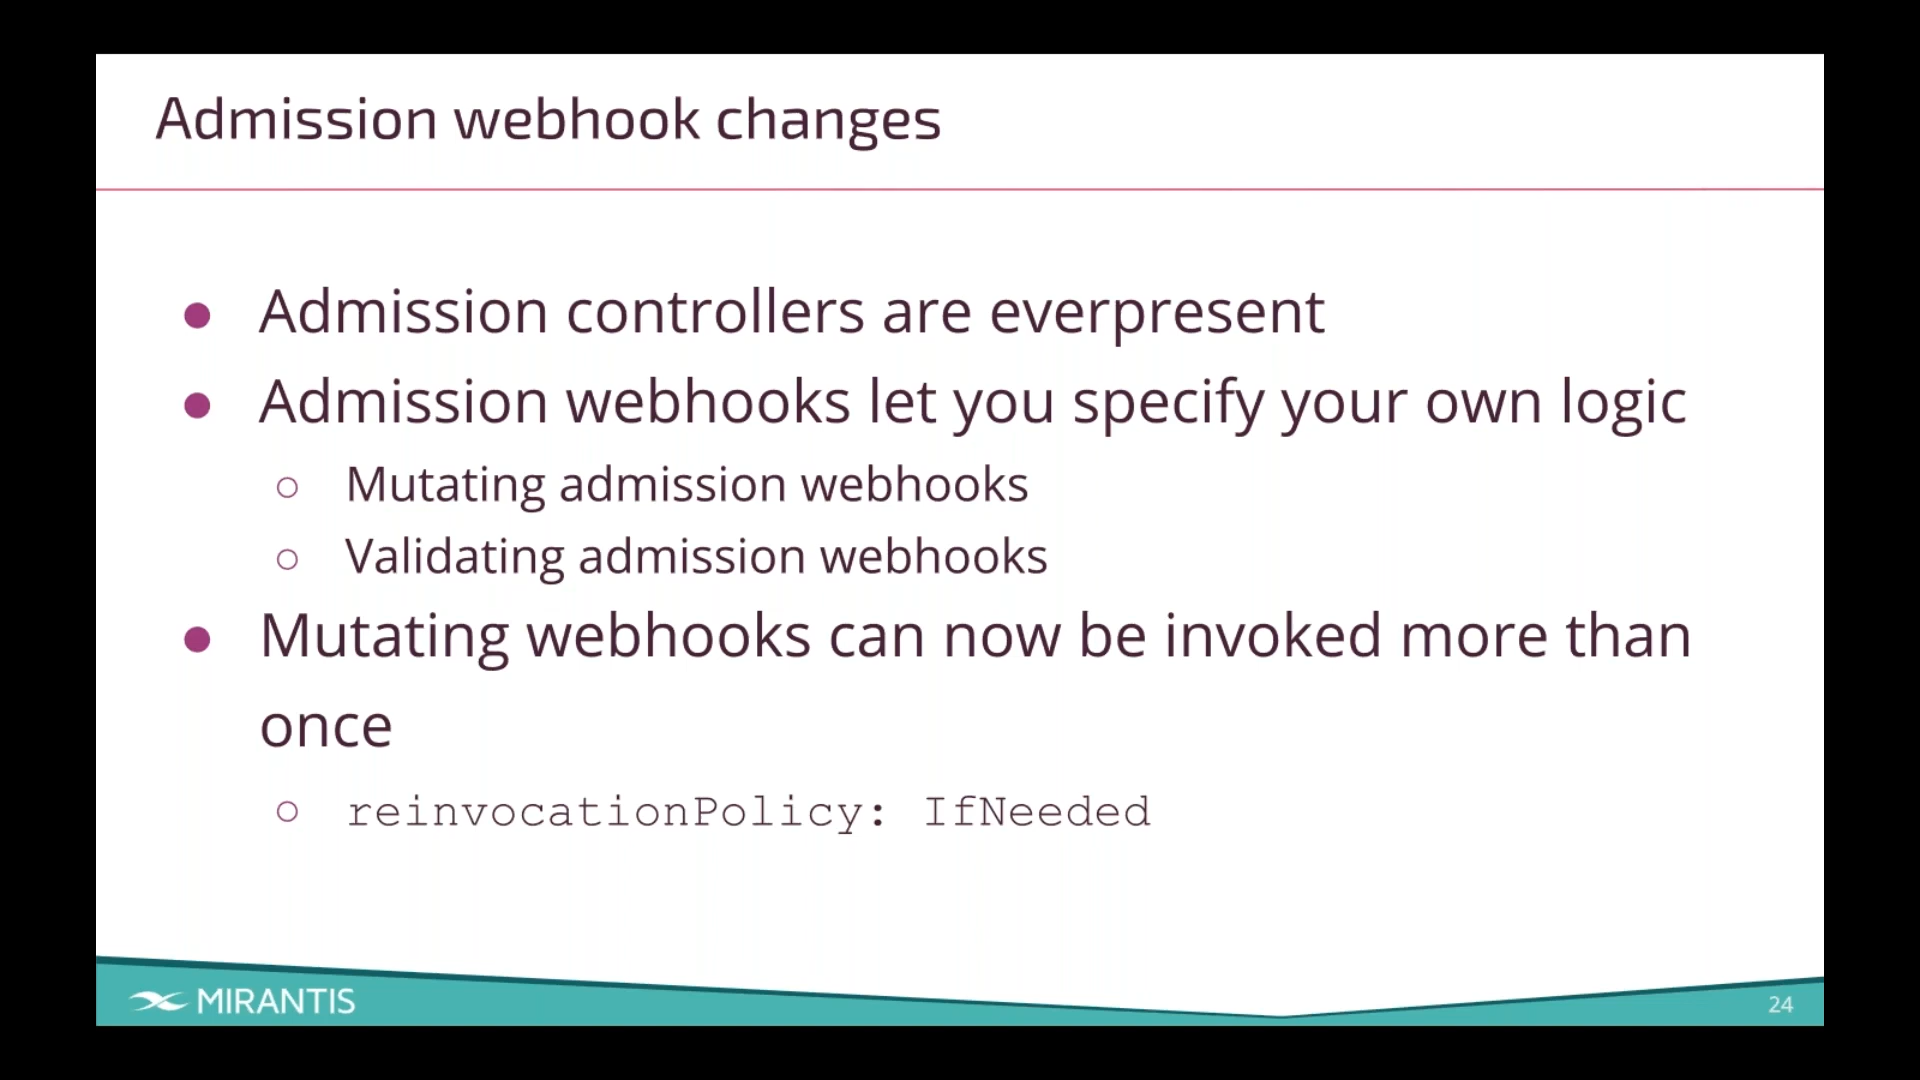 Admission webhook changes
● Admission controllers are everpresent
● Admission webhooks let you specify your own logic
○ Mutating admission webhooks
○ Validating admission webhooks
● Mutating webhooks can now be invoked more than
once
○ reinvocationPolicy: IfNeeded
MIRANTIS
24